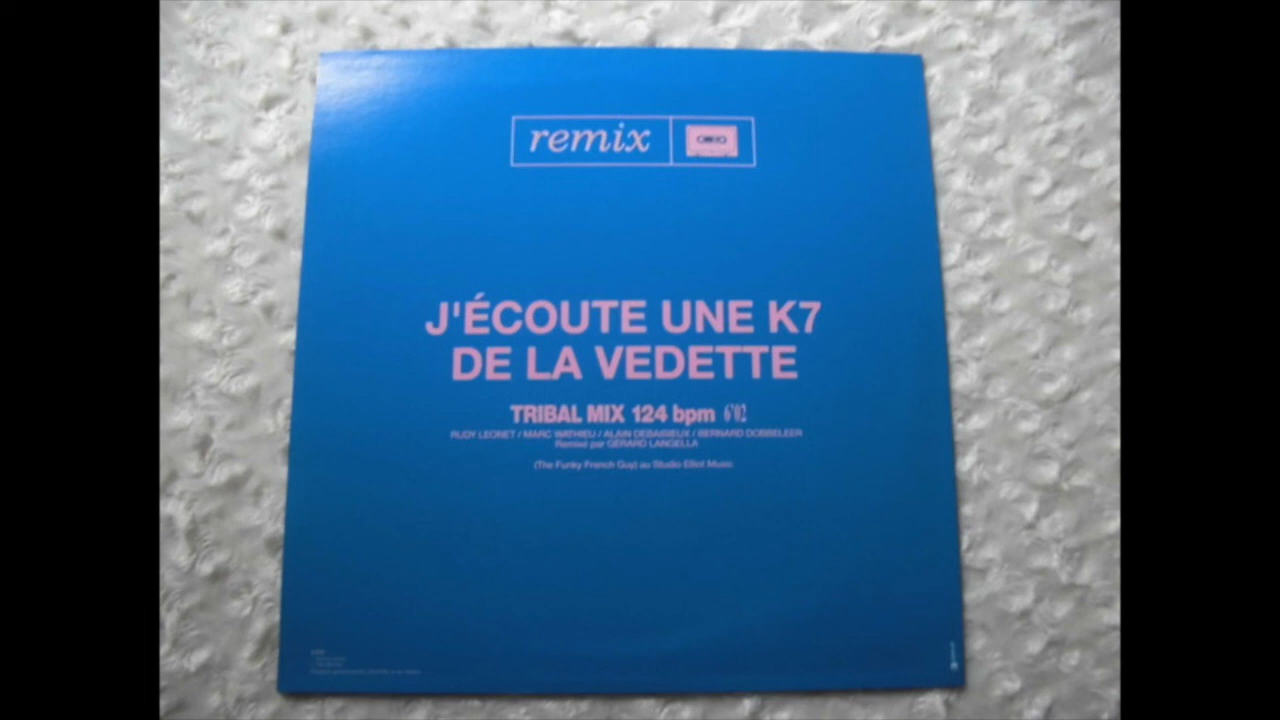 remix
J'ÉCOUTE UNE K7
DE LA VEDETTE
TRIBAL MIX 124 bpm 6'02
RUDY LEONET / MARC WATHIEU / ALAIN DEBAISIEUX / BERNARD DOBBELEER
Remixé par GÉRARD LANGELLA
(The Funky French Guy) au Studio Elliot Music